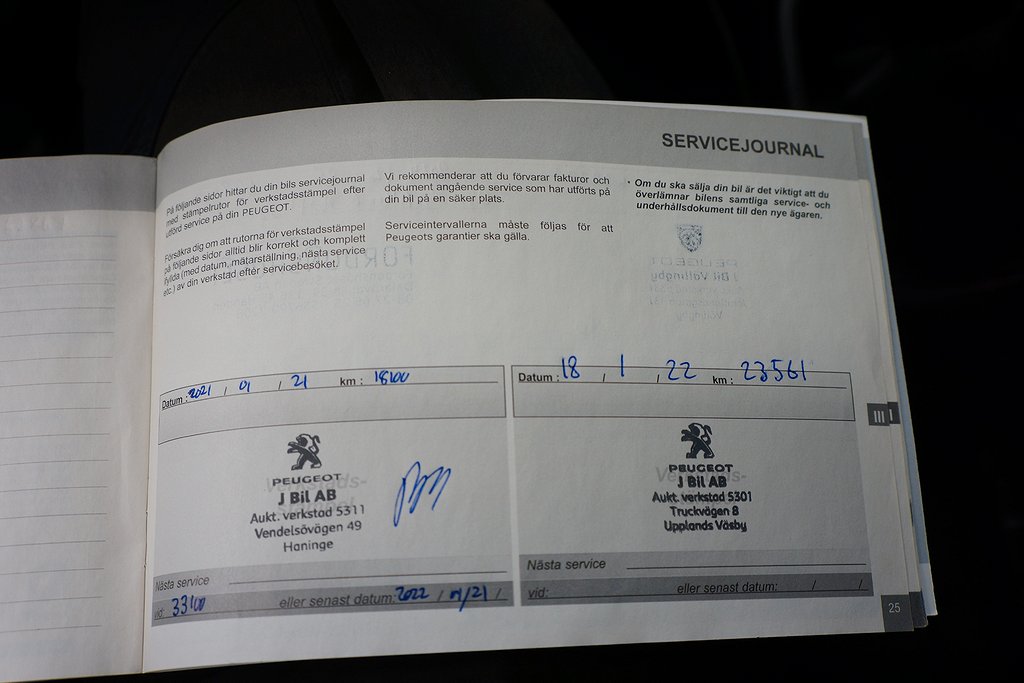 SERVICEJOURNAL
På följande sidor hittar du din bils servicejournal
med stämpelrutor för verkstadsstämpel efter
utförd service på din PEUGEOT.
Försäkra dig om att rutorna för verkstadsstämpel
på följande sidor alltid blir korrekt och komplett
ifyllda (med datum, mätarställning, nästa service
etc.) av din verkstad efter servicebesöket.
Vi rekommenderar att du förvarar fakturor och
dokument angående service som har utförts på
din bil på en säker plats.
Serviceintervallerna måste följas för att
Peugeots garantier ska gälla.
• Om du ska sälja din bil är det viktigt att du
överlämnar bilens samtliga service- och
underhållsdokument till den nye ägaren.
Datum : 2021 / 01 / 21 km : 18100
PEUGEOT
J Bil AB
Aukt. verkstad 5311
Vendelsövägen 49
Haninge
Nästa service
vid: 33100 eller senast datum: 2022 / 01/21 /
Datum : 18 / 1 / 22 km : 23561
PEUGEOT
J Bil AB
Aukt. verkstad 5301
Truckvägen 8
Upplands Väsby
Nästa service
vid: eller senast datum: / /
III
25